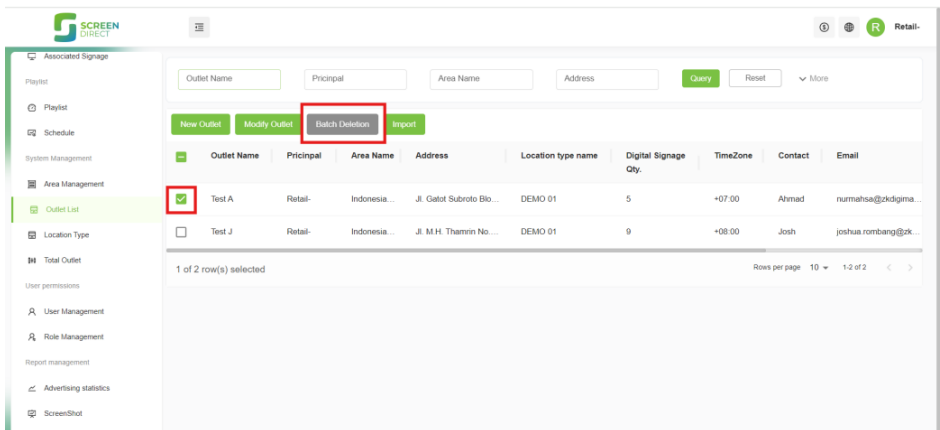 SCREEN
DIRECT
R
Retail-
Associated Signage
Playlist
Playlist
Schedule
System Management
Area Management
Outlet List
Location Type
Total Outlet
User permissions
User Management
Role Management
Report management
Advertising statistics
ScreenShot
Outlet Name Pricinpal Area Name Address Query Reset More
New Outlet Modify Outlet Batch Deletion Import
Outlet Name Pricinpal Area Name Address Location type name Digital Signage Qty. TimeZone Contact Email
Test A Retail- Indonesia... Jl. Gatot Subroto Blo... DEMO 01 5 +07:00 Ahmad nurmahsa@zkdigima...
Test J Retail- Indonesia... Jl. M.H. Thamrin No.... DEMO 01 9 +08:00 Josh joshua.rombang@zk...
1 of 2 row(s) selected
Rows per page 10 1-2 of 2